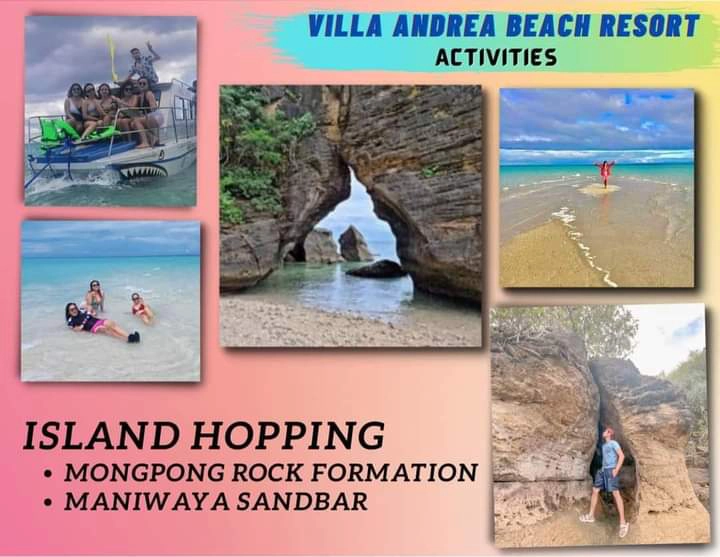 VILLA ANDREA BEACH RESORT
ACTIVITIES
ISLAND HOPPING
• MONGPONG ROCK FORMATION
• MANIWAYA SANDBAR